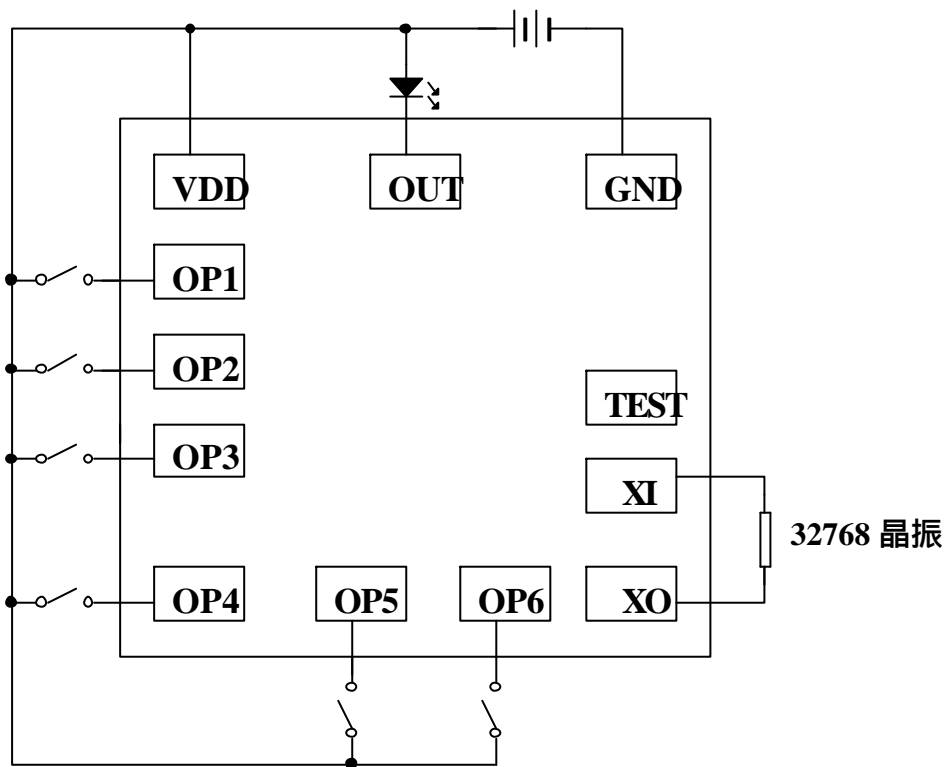 VDD
OUT
GND
OP1
OP2
TEST
OP3
XI
32768 晶振
OP4
OP5
OP6
XO